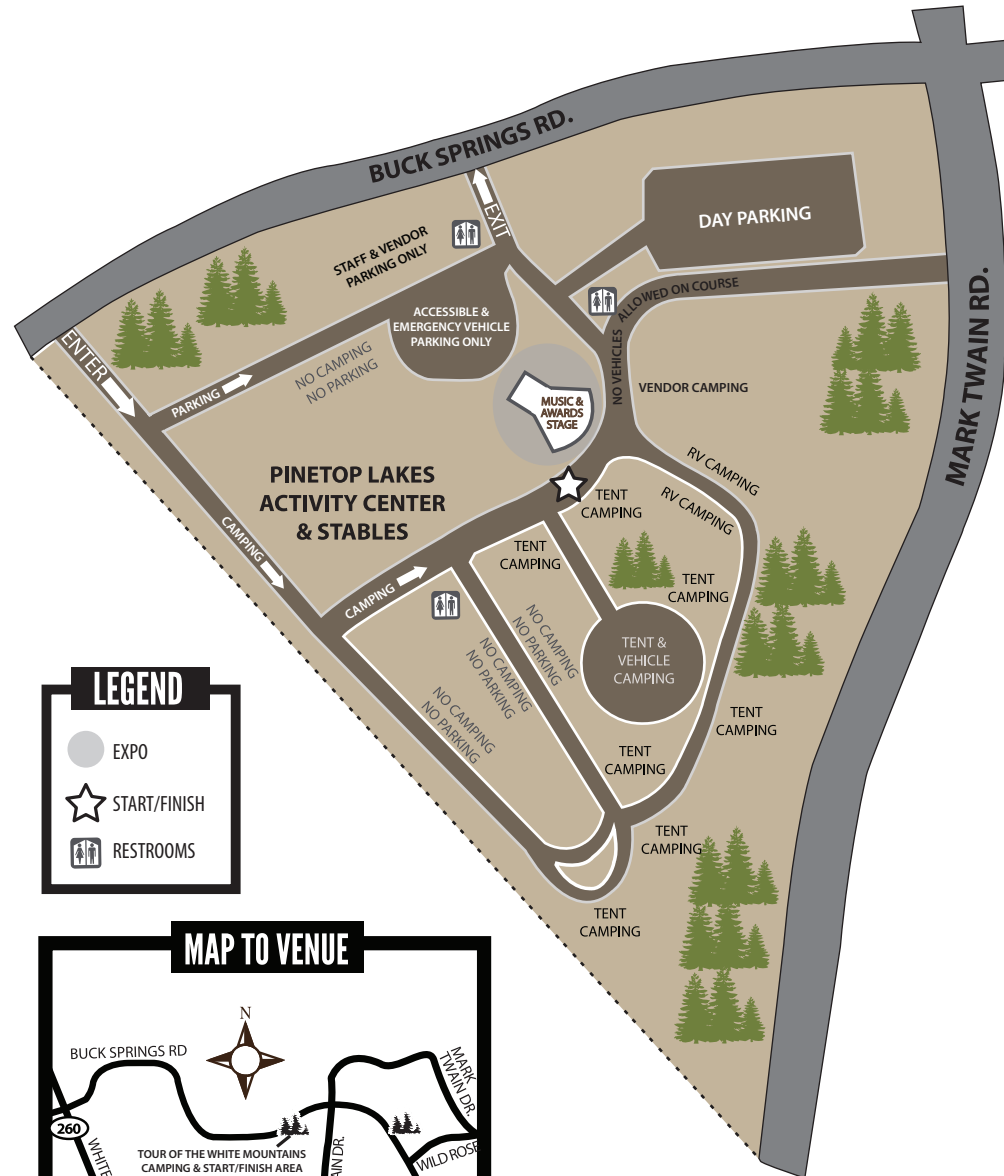 BUCK SPRINGS RD.
MARK TWAIN RD.
EXIT
DAY PARKING
STAFF & VENDOR
PARKING ONLY
ALLOWED ON COURSE
NO VEHICLES
ACCESSIBLE &
EMERGENCY VEHICLE
PARKING ONLY
ENTER
PARKING
NO CAMPING
NO PARKING
MUSIC &
AWARDS
STAGE
VENDOR CAMPING
RV CAMPING
RV CAMPING
PINETOP LAKES
ACTIVITY CENTER
& STABLES
TENT
CAMPING
CAMPING
TENT
CAMPING
TENT
CAMPING
CAMPING
NO CAMPING
NO PARKING
NO CAMPING
NO PARKING
TENT &
VEHICLE
CAMPING
NO CAMPING
NO PARKING
TENT
CAMPING
TENT
CAMPING
TENT
CAMPING
TENT
CAMPING
LEGEND
EXPO
START/FINISH
RESTROOMS
MAP TO VENUE
N
BUCK SPRINGS RD
MARK
TWAIN DR.
260
WHITE
TOUR OF THE WHITE MOUNTAINS
CAMPING & START/FINISH AREA
AIN DR.
WILD ROSE